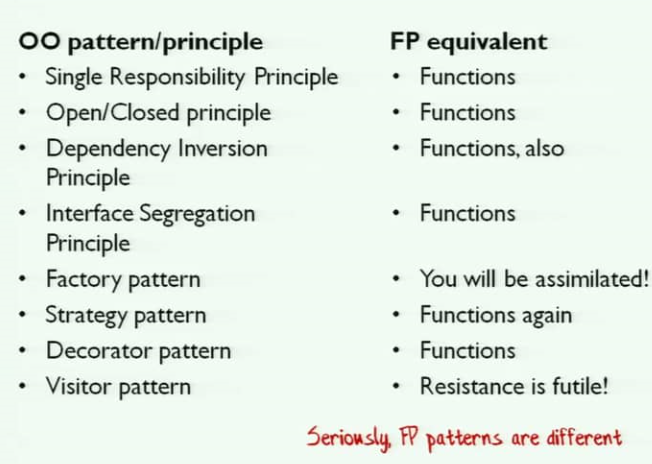 OO pattern/principle
FP equivalent
• Single Responsibility Principle
• Functions
• Open/Closed principle
• Functions
• Dependency Inversion
Principle
• Functions, also
• Interface Segregation
Principle
• Functions
• Factory pattern
• You will be assimilated!
• Strategy pattern
• Functions again
• Decorator pattern
• Functions
• Visitor pattern
• Resistance is futile!
Seriously, FP patterns are different